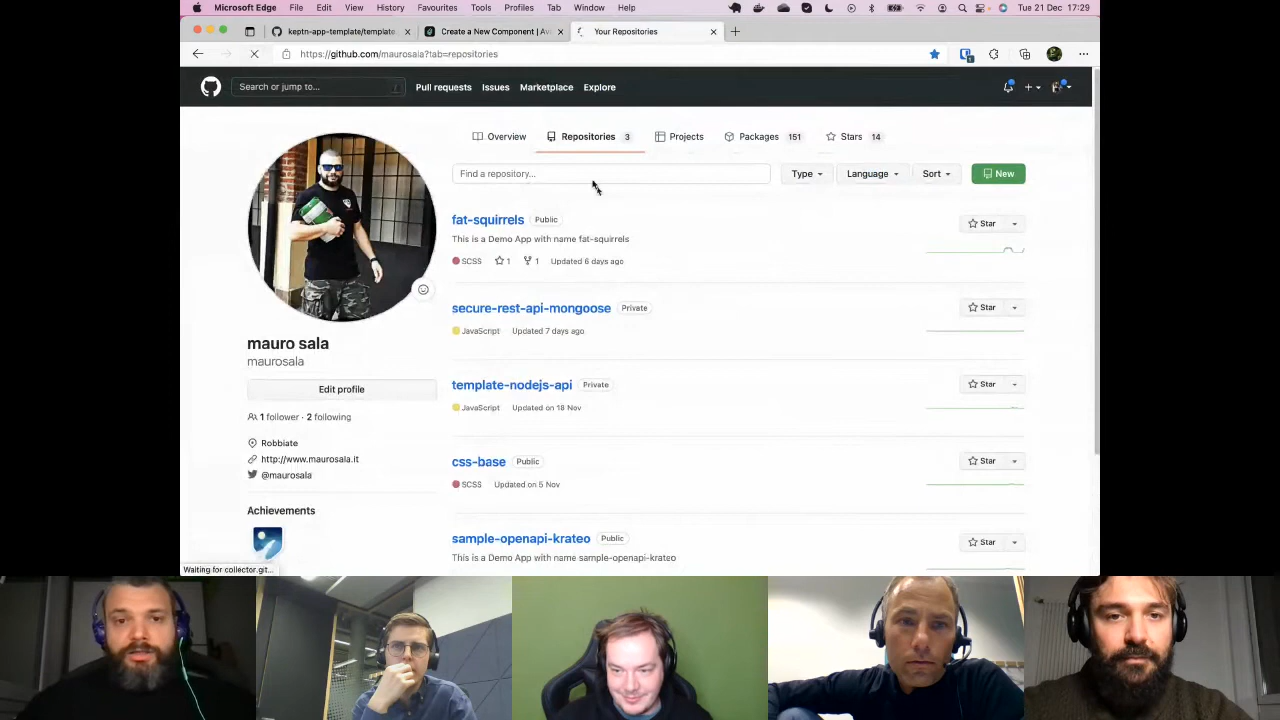 Microsoft Edge File Edit View History Favourites Tools Profiles Tab Window Help Tue 21 Dec 17:29
keptn-app-template/template Create a New Component | Aw Your Repositories
https://github.com/maurosala?tab=repositories
Search or jump to... / Pull requests Issues Marketplace Explore
Overview Repositories 3 Projects Packages 151 Stars 14
Find a repository... Type Language Sort New
fat-squirrels Public Star
This is a Demo App with name fat-squirrels
SCSS 1 1 Updated 6 days ago
secure-rest-api-mongoose Private Star
JavaScript Updated 7 days ago
mauro sala
maurosala
template-nodejs-api Private Star
Edit profile
JavaScript Updated on 18 Nov
1 follower · 2 following
Robbiate
http://www.maurosala.it
@maurosala
css-base Public Star
SCSS Updated on 5 Nov
Achievements
sample-openapi-krateo Public Star
This is a Demo App with name sample-openapi-krateo
Waiting for collector.git...